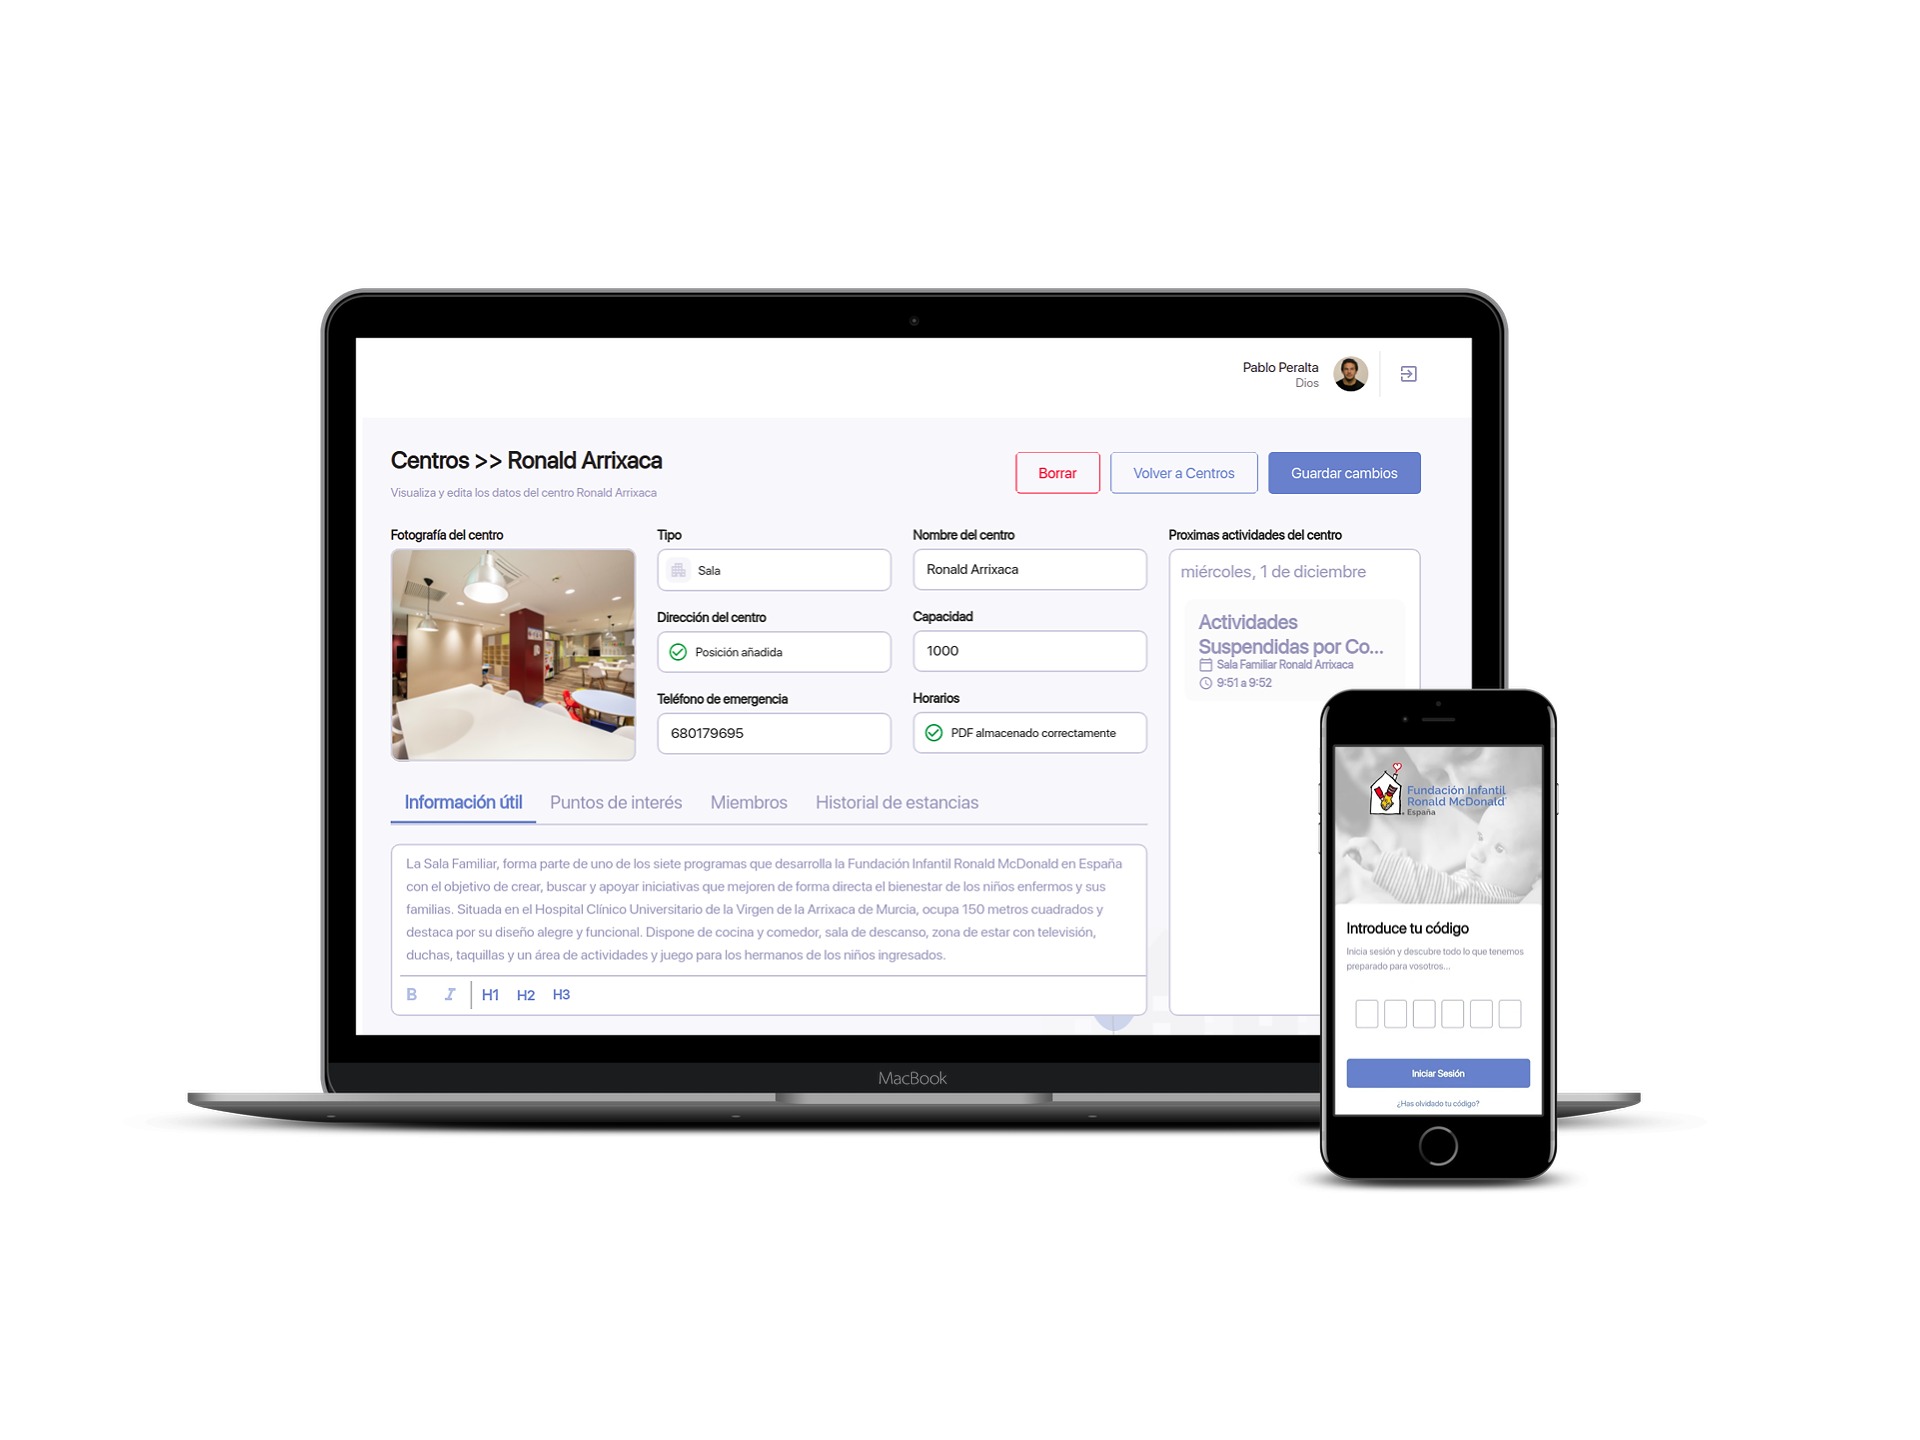 Pablo Peralta
Dios
Centros >> Ronald Arrixaca
Visualiza y edita los datos del centro Ronald Arrixaca
Borrar
Volver a Centros
Guardar cambios
Fotografía del centro
Tipo
Sala
Nombre del centro
Ronald Arrixaca
Dirección del centro
Posición añadida
Capacidad
1000
Teléfono de emergencia
680179695
Horarios
PDF almacenado correctamente
Proximas actividades del centro
miércoles, 1 de diciembre
Actividades
Suspendidas por Co...
Sala Familiar Ronald Arrixaca
9:51 a 9:52
Información útil
Puntos de interés
Miembros
Historial de estancias
La Sala Familiar, forma parte de uno de los siete programas que desarrolla la Fundación Infantil Ronald McDonald en España
con el objetivo de crear, buscar y apoyar iniciativas que mejoren de forma directa el bienestar de los niños enfermos y sus
familias. Situada en el Hospital Clínico Universitario de la Virgen de la Arrixaca de Murcia, ocupa 150 metros cuadrados y
destaca por su diseño alegre y funcional. Dispone de cocina y comedor, sala de descanso, zona de estar con televisión,
duchas, taquillas y un área de actividades y juego para los hermanos de los niños ingresados.
B I H1 H2 H3
MacBook
Fundación Infantil
Ronald McDonald
España
Introduce tu código
Inicia sesión y descubre todo lo que tenemos
preparado para vosotros...
Iniciar Sesión
¿Has olvidado tu código?